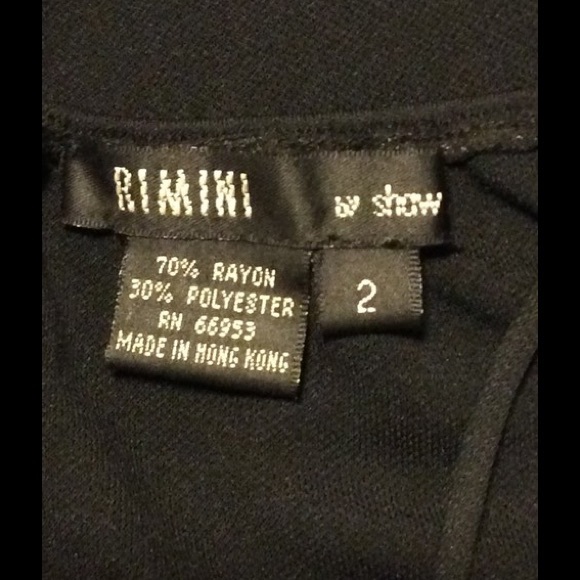 RIMINI BY shaw
70% RAYON
30% POLYESTER
RN 66953
MADE IN HONG KONG
2